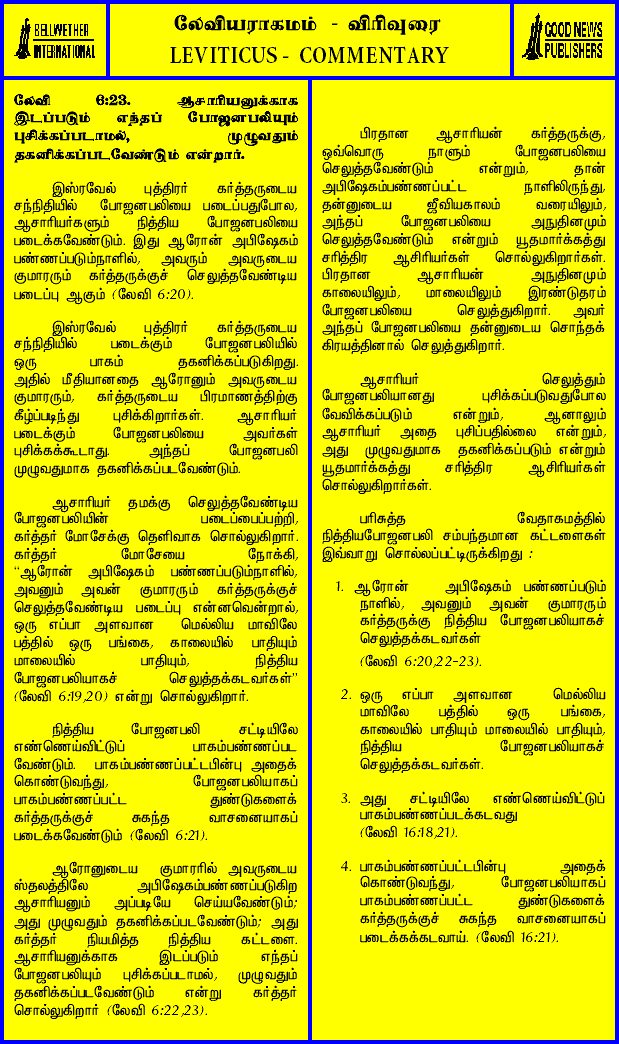 BELLWETHER
INTERNATIONAL
லேவியராகமம் - விரிவுரை
LEVITICUS - COMMENTARY
GOOD NEWS
PUBLISHERS
லேவி 6:23. ஆசாரியனுக்காக
இடப்படும் எந்தப் போஜனபலியும்
புசிக்கப்படாமல், முழுவதும்
தகனிக்கப்படவேண்டும் என்றார்.
இஸ்ரவேல் புத்திரர் கர்த்தருடைய
சந்நிதியில் போஜனபலியை படைப்பதுபோல,
ஆசாரியர்களும் நித்திய போஜனபலியை
படைக்கவேண்டும். இது ஆரோன் அபிஷேகம்
பண்ணப்படும்நாளில், அவரும் அவருடைய
குமாரரும் கர்த்தருக்குச் செலுத்தவேண்டிய
படைப்பு ஆகும் (லேவி 6:20).
இஸ்ரவேல் புத்திரர் கர்த்தருடைய
சந்நிதியில் படைக்கும் போஜனபலியில்
ஒரு பாகம் தகனிக்கப்படுகிறது.
அதில் மீதியானதை ஆரோனும் அவருடைய
குமாரரும், கர்த்தருடைய பிரமாணத்திற்கு
கீழ்ப்படிந்து புசிக்கிறார்கள். ஆசாரியர்
படைக்கும் போஜனபலியை அவர்கள்
புசிக்கக்கூடாது. அந்தப் போஜனபலி
முழுவதுமாக தகனிக்கப்படவேண்டும்.
ஆசாரியர் தமக்கு செலுத்தவேண்டிய
போஜனபலியின் படைப்பைப்பற்றி,
கர்த்தர் மோசேக்கு தெளிவாக சொல்லுகிறார்.
கர்த்தர் மோசேயை நோக்கி,
“ஆரோன் அபிஷேகம் பண்ணப்படும்நாளில்,
அவனும் அவன் குமாரரும் கர்த்தருக்குச்
செலுத்தவேண்டிய படைப்பு என்னவென்றால்,
ஒரு எப்பா அளவான மெல்லிய மாவிலே
பத்தில் ஒரு பங்கை, காலையில் பாதியும்
மாலையில் பாதியும், நித்திய
போஜனபலியாகச் செலுத்தக்கடவர்கள்”
(லேவி 6:19,20) என்று சொல்லுகிறார்.
நித்திய போஜனபலி சட்டியிலே
எண்ணெய்விட்டுப் பாகம்பண்ணப்பட
வேண்டும். பாகம்பண்ணப்பட்டபின்பு அதைக்
கொண்டுவந்து, போஜனபலியாகப்
பாகம்பண்ணப்பட்ட துண்டுகளைக்
கர்த்தருக்குச் சுகந்த வாசனையாகப்
படைக்கவேண்டும் (லேவி 6:21).
ஆரோனுடைய குமாரரில் அவருடைய
ஸ்தலத்திலே அபிஷேகம்பண்ணப்படுகிற
ஆசாரியனும் அப்படியே செய்யவேண்டும்;
அது முழுவதும் தகனிக்கப்படவேண்டும்; அது
கர்த்தர் நியமித்த நித்திய கட்டளை.
ஆசாரியனுக்காக இடப்படும் எந்தப்
போஜனபலியும் புசிக்கப்படாமல், முழுவதும்
தகனிக்கப்படவேண்டும் என்று கர்த்தர்
சொல்லுகிறார் (லேவி 6:22,23).
பிரதான ஆசாரியன் கர்த்தருக்கு,
ஒவ்வொரு நாளும் போஜனபலியை
செலுத்தவேண்டும் என்றும், தான்
அபிஷேகம்பண்ணப்பட்ட நாளிலிருந்து,
தன்னுடைய ஜீவியகாலம் வரையிலும்,
அந்தப் போஜனபலியை அநுதினமும்
செலுத்தவேண்டும் என்றும் யூதமார்க்கத்து
சரித்திர ஆசிரியர்கள் சொல்லுகிறார்கள்.
பிரதான ஆசாரியன் அநுதினமும்
காலையிலும், மாலையிலும் இரண்டுதரம்
போஜனபலியை செலுத்துகிறார். அவர்
அந்தப் போஜனபலியை தன்னுடைய சொந்தக்
கிரயத்தினால் செலுத்துகிறார்.
ஆசாரியர் செலுத்தும்
போஜனபலியானது புசிக்கப்படுவதுபோல
வேவிக்கப்படும் என்றும், ஆனாலும்
ஆசாரியர் அதை புசிப்பதில்லை என்றும்,
அது முழுவதுமாக தகனிக்கப்படும் என்றும்
யூதமார்க்கத்து சரித்திர ஆசிரியர்கள்
சொல்லுகிறார்கள்.
பரிசுத்த வேதாகமத்தில்
நித்தியபோஜனபலி சம்பந்தமான கட்டளைகள்
இவ்வாறு சொல்லப்பட்டிருக்கிறது :
1. ஆரோன் அபிஷேகம் பண்ணப்படும்
நாளில், அவனும் அவன் குமாரரும்
கர்த்தருக்கு நித்திய போஜனபலியாகச்
செலுத்தக்கடவர்கள்
(லேவி 6:20,22-23).
2. ஒரு எப்பா அளவான மெல்லிய
மாவிலே பத்தில் ஒரு பங்கை,
காலையில் பாதியும் மாலையில் பாதியும்,
நித்திய போஜனபலியாகச்
செலுத்தக்கடவர்கள்.
3. அது சட்டியிலே எண்ணெய்விட்டுப்
பாகம்பண்ணப்படக்கடவது
(லேவி 16:18,21).
4. பாகம்பண்ணப்பட்டபின்பு அதைக்
கொண்டுவந்து, போஜனபலியாகப்
பாகம்பண்ணப்பட்ட துண்டுகளைக்
கர்த்தருக்குச் சுகந்த வாசனையாகப்
படைக்கக்கடவாய். (லேவி 16:21).